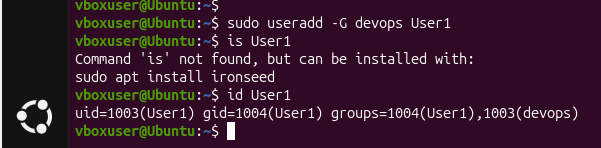 vboxuser@Ubuntu:~$
vboxuser@Ubuntu:~$ sudo useradd -G devops User1
vboxuser@Ubuntu:~$ is User1
Command 'is' not found, but can be installed with:
sudo apt install ironseed
vboxuser@Ubuntu:~$ id User1
uid=1003(User1) gid=1004(User1) groups=1004(User1),1003(devops)
vboxuser@Ubuntu:~$